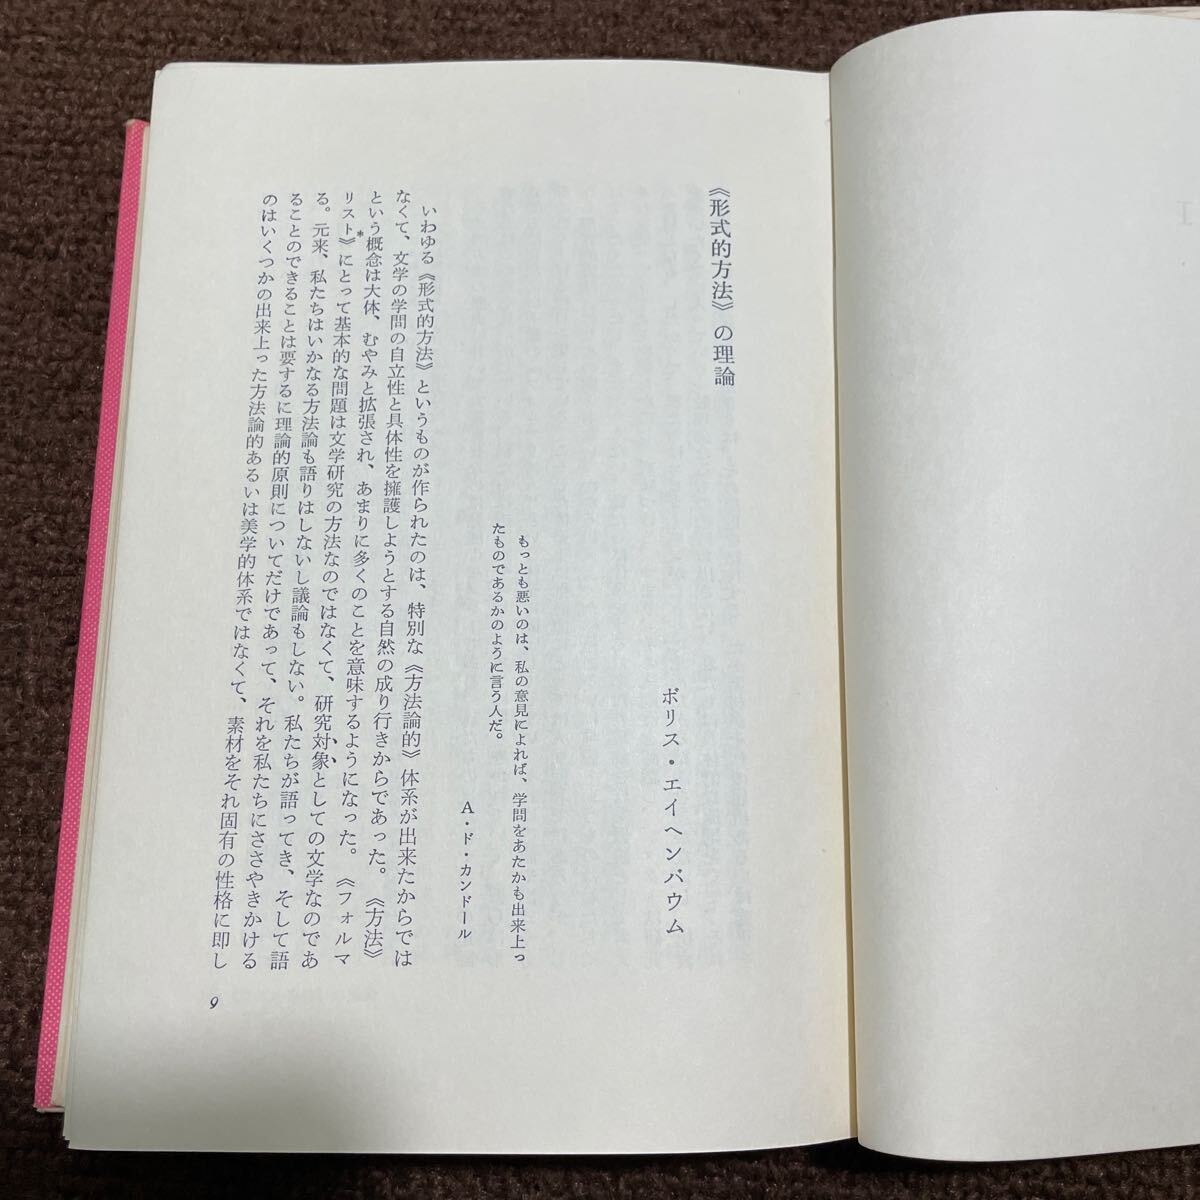 《形式的方法》の理論
ボリス・エイヘンバウム
もっとも悪いのは、私の意見によれば、学問をあたかも出来上っ
たものであるかのように言う人だ。
A・ド・カンドール
いわゆる《形式的方法》というものが作られたのは、特別な《方法論的》体系が出来たからでは
なくて、文学の学問の自立性と具体性を擁護しようとする自然の成り行きからであった。《方法》
という概念は大体、むやみと拡張され、あまりに多くのことを意味するようになった。《フォルマ
リスト》*にとって基本的な問題は文学研究の方法なのではなくて、研究対象としての文学なのであ
る。元来、私たちはいかなる方法論も語りはしないし議論もしない。私たちが語ってき、そして語
ることのできることは要するに理論的原則についてだけであって、それを私たちにささやきかける
のはいくつかの出来上った方法論的あるいは美学的体系ではなくて、素材をそれ固有の性格に即し
9
I